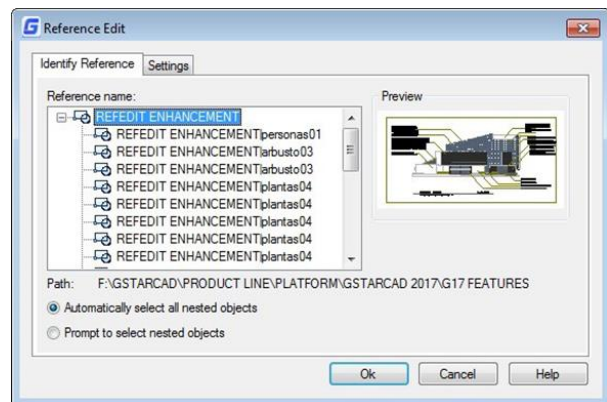 Reference Edit
Identify Reference
Settings
Reference name:
Preview
REFEDIT ENHANCEMENT
REFEDIT ENHANCEMENT|personas01
REFEDIT ENHANCEMENT|arbusto03
REFEDIT ENHANCEMENT|arbusto03
REFEDIT ENHANCEMENT|plantas04
REFEDIT ENHANCEMENT|plantas04
REFEDIT ENHANCEMENT|plantas04
REFEDIT ENHANCEMENT|plantas04
REFEDIT ENHANCEMENT|plantas04
Path: F:\GSTARCAD\PRODUCT LINE\PLATFORM\GSTARCAD 2017\G17 FEATURES
Automatically select all nested objects
Prompt to select nested objects
Ok
Cancel
Help